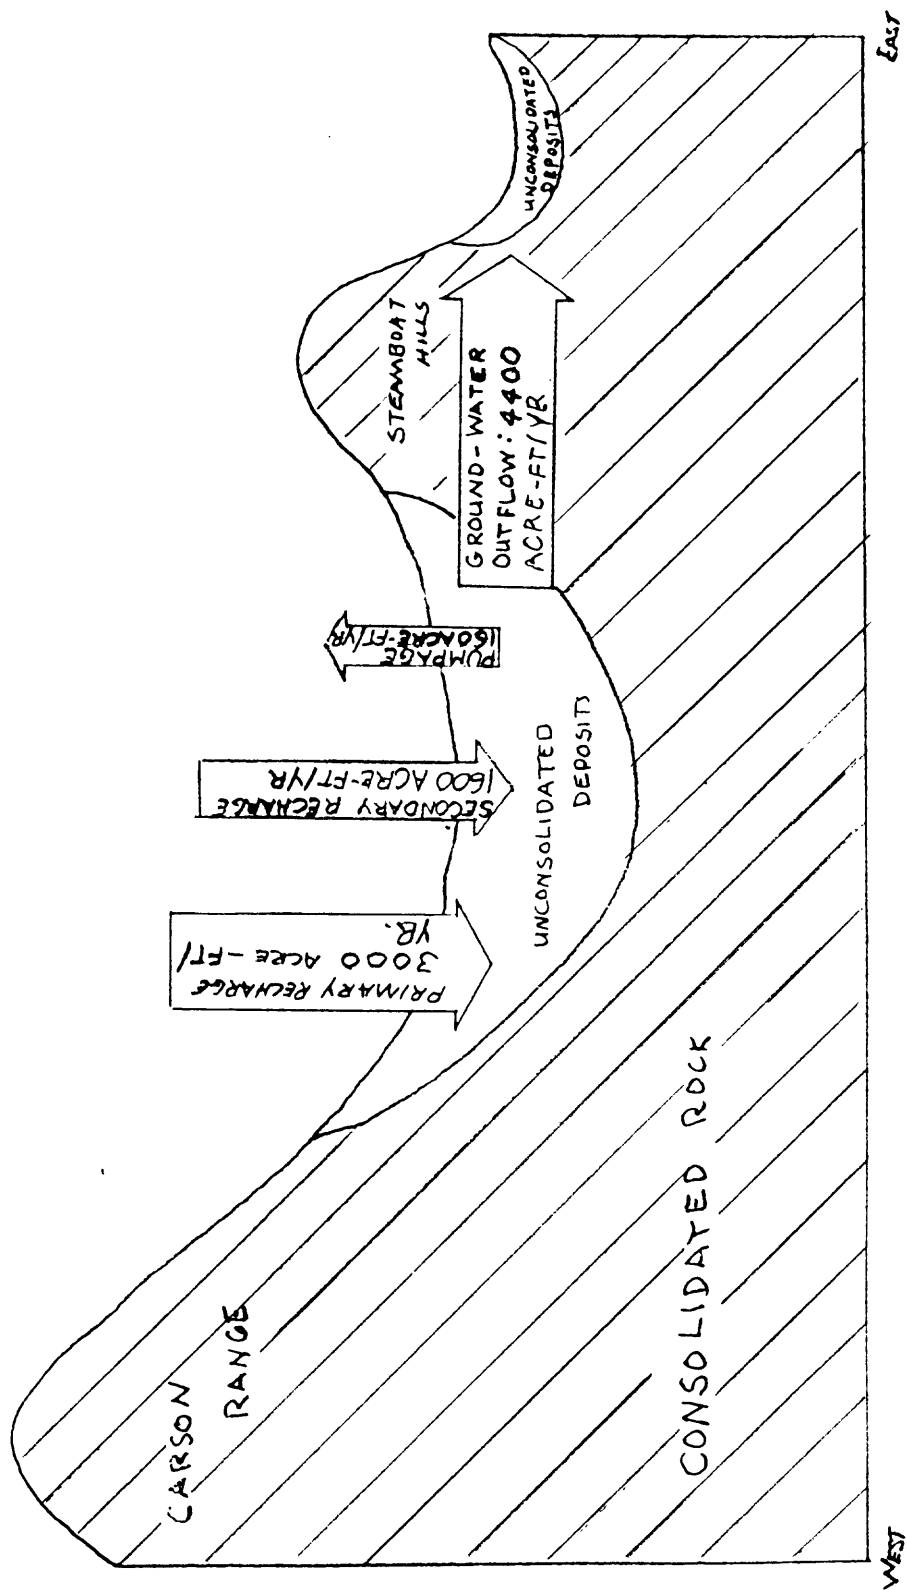 CARSON
RANGE
PRIMARY RECHARGE
3000 ACRE-FT/
YR.
SECONDARY RECHARGE
1600 ACRE-FT/YR
PUMPAGE
160 ACRE-FT/YR
UNCONSOLIDATED
DEPOSITS
STEAMBOAT
HILLS
GROUND-WATER
OUTFLOW: 4400
ACRE-FT/YR
UNCONSOLIDATED
DEPOSITS
CONSOLIDATED ROCK
WEST
EAST